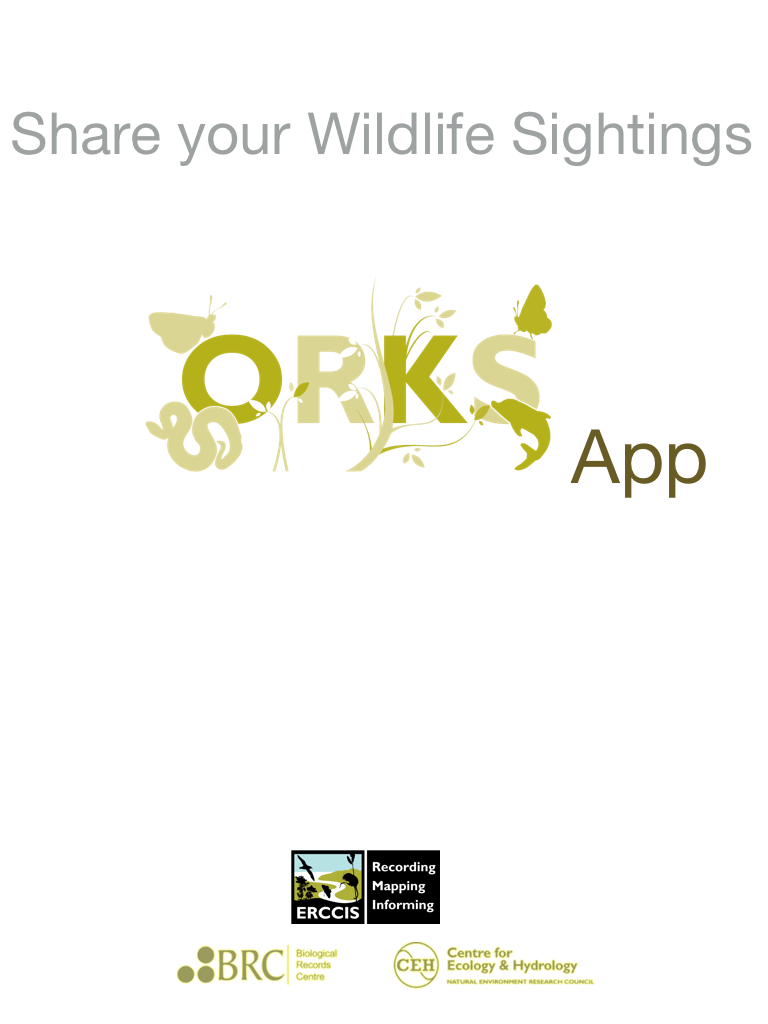 Share your Wildlife Sightings
ORKS
App
Recording
Mapping
Informing
ERCCIS
BRC
Biological
Records
Centre
CEH
Centre for
Ecology & Hydrology
NATURAL ENVIRONMENT RESEARCH COUNCIL